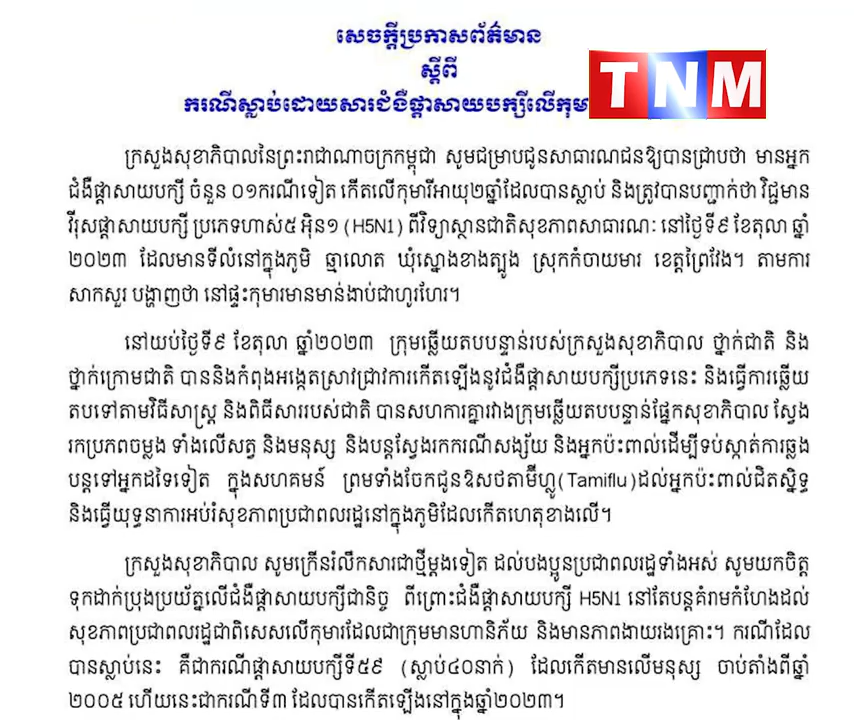 សេចក្តីប្រកាសព័ត៌មាន
ស្តីពី
TNM
ករណីស្លាប់ដោយសារជំងឺផ្តាសាយបក្សីលើកុមា
ក្រសួងសុខាភិបាលនៃព្រះរាជាណាចក្រកម្ពុជា សូមជម្រាបជូនសាធារណជនឱ្យបានជ្រាបថា មានអ្នក
ជំងឺផ្តាសាយបក្សី ចំនួន ០១ករណីទៀត កើតលើកុមារីអាយុ២ឆ្នាំដែលបានស្លាប់ និងត្រូវបានបញ្ជាក់ថា វិជ្ជមាន
វីរុសផ្តាសាយបក្សី ប្រភេទហាស់៥ អ៊ិន១ (H5N1) ពីវិទ្យាស្ថានជាតិសុខភាពសាធារណៈ នៅថ្ងៃទី៩ ខែតុលា ឆ្នាំ
២០២៣ ដែលមានទីលំនៅក្នុងភូមិ ឆ្មាលោត ឃុំស្នោងខាងត្បូង ស្រុកកំចាយមារ ខេត្តព្រៃវែង។ តាមការ
សាកសួរ បង្ហាញថា នៅផ្ទះកុមារមានមាន់ងាប់ជាហូរហែរ។
នៅយប់ថ្ងៃទី៩ ខែតុលា ឆ្នាំ២០២៣ ក្រុមឆ្លើយតបបន្ទាន់របស់ក្រសួងសុខាភិបាល ថ្នាក់ជាតិ និង
ថ្នាក់ក្រោមជាតិ បាននិងកំពុងអង្កេតស្រាវជ្រាវការកើតឡើងនូវជំងឺផ្តាសាយបក្សីប្រភេទនេះ និងធ្វើការឆ្លើយ
តបទៅតាមវិធីសាស្ត្រ និងពិធីសាររបស់ជាតិ បានសហការគ្នារវាងក្រុមឆ្លើយតបបន្ទាន់ផ្នែកសុខាភិបាល ស្វែង
រកប្រភពចម្លង ទាំងលើសត្វ និងមនុស្ស និងបន្តស្វែងរកករណីសង្ស័យ និងអ្នកប៉ះពាល់ដើម្បីទប់ស្កាត់ការឆ្លង
បន្តទៅអ្នកដទៃទៀត ក្នុងសហគមន៍ ព្រមទាំងចែកជូនឱសថតាមីហ្លូ(Tamiflu)ដល់អ្នកប៉ះពាល់ជិតស្និទ្ធ
និងធ្វើយុទ្ធនាការអប់រំសុខភាពប្រជាពលរដ្ឋនៅក្នុងភូមិដែលកើតហេតុខាងលើ។
ក្រសួងសុខាភិបាល សូមក្រើនរំលឹកសារជាថ្មីម្តងទៀត ដល់បងប្អូនប្រជាពលរដ្ឋទាំងអស់ សូមយកចិត្ត
ទុកដាក់ប្រុងប្រយ័ត្នលើជំងឺផ្តាសាយបក្សីជានិច្ច ពីព្រោះជំងឺផ្តាសាយបក្សី H5N1 នៅតែបន្តគំរាមកំហែងដល់
សុខភាពប្រជាពលរដ្ឋជាពិសេសលើកុមារដែលជាក្រុមមានហានិភ័យ និងមានភាពងាយរងគ្រោះ។ ករណីដែល
បានស្លាប់នេះ គឺជាករណីផ្តាសាយបក្សីទី៥៩ (ស្លាប់៤០នាក់) ដែលកើតមានលើមនុស្ស ចាប់តាំងពីឆ្នាំ
២០០៥ ហើយនេះជាករណីទី៣ ដែលបានកើតឡើងនៅក្នុងឆ្នាំ២០២៣។